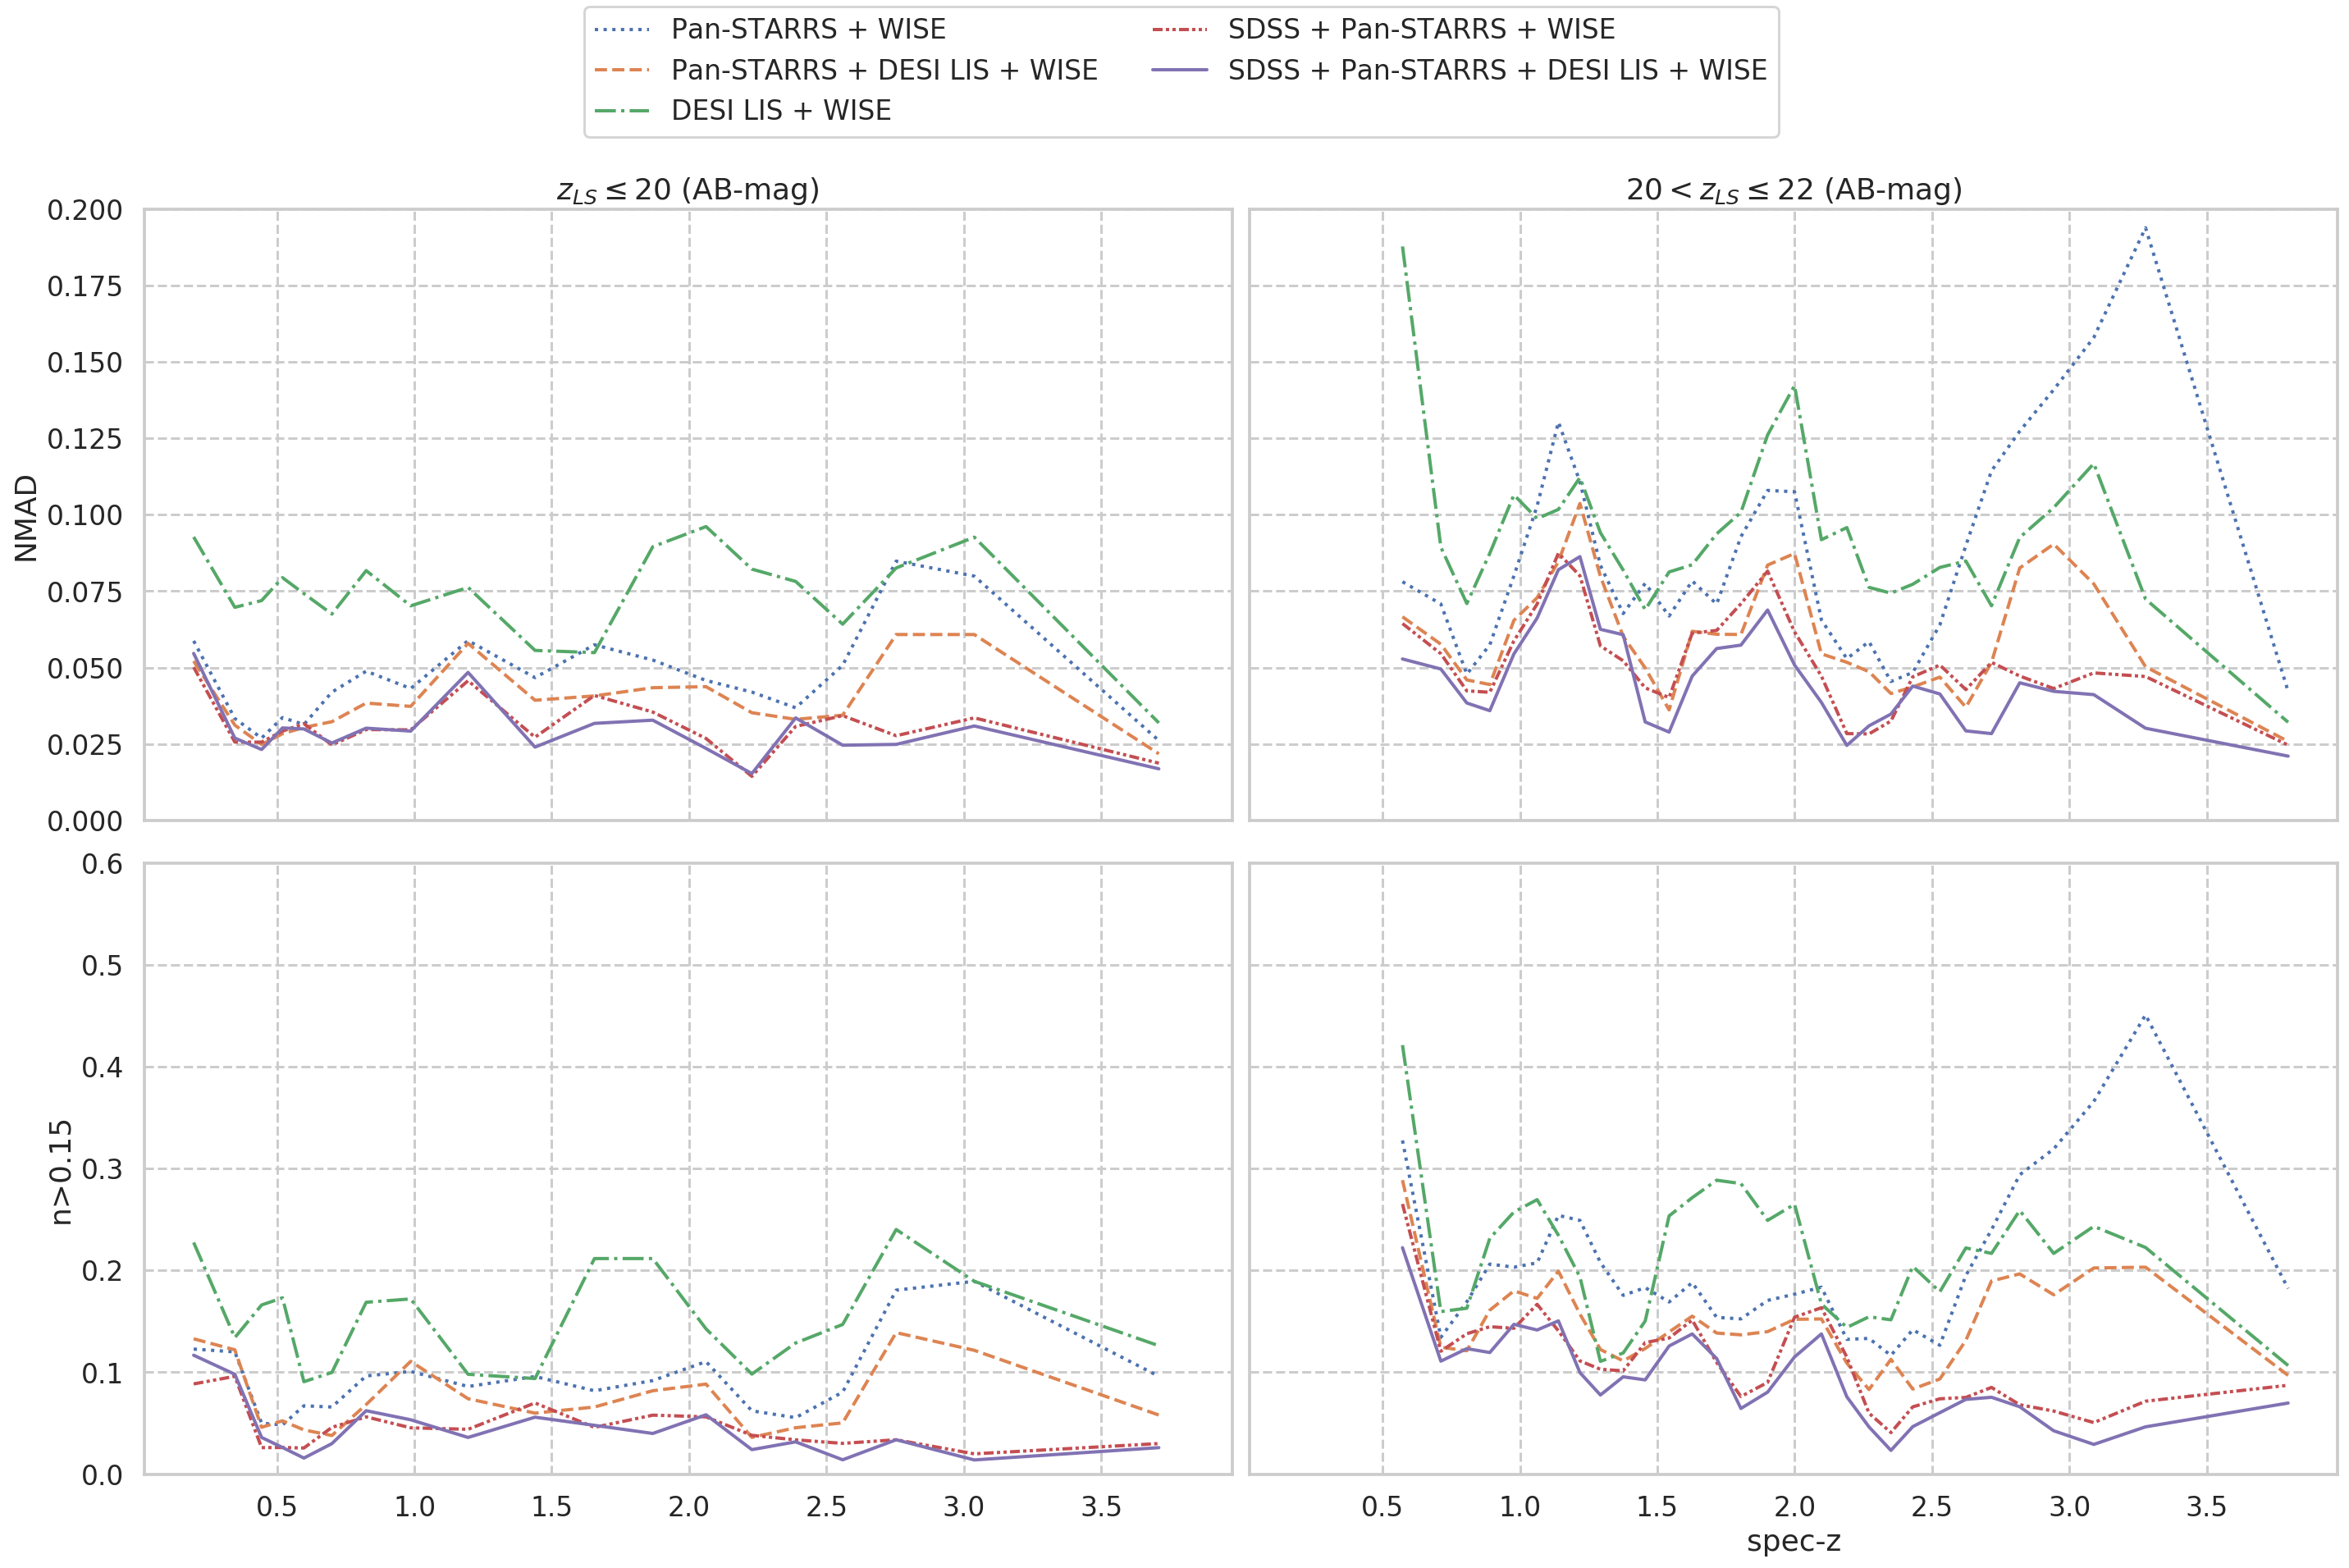 Pan-STARRS + WISE
Pan-STARRS + DESI LIS + WISE
DESI LIS + WISE
SDSS + Pan-STARRS + WISE
SDSS + Pan-STARRS + DESI LIS + WISE
z_LS ≤ 20 (AB-mag)
20 < z_LS ≤ 22 (AB-mag)
NMAD
0.200
0.175
0.150
0.125
0.100
0.075
0.050
0.025
0.000
n>0.15
0.6
0.5
0.4
0.3
0.2
0.1
0.0
0.5 1.0 1.5 2.0 2.5 3.0 3.5
0.5 1.0 1.5 2.0 2.5 3.0 3.5
spec-z